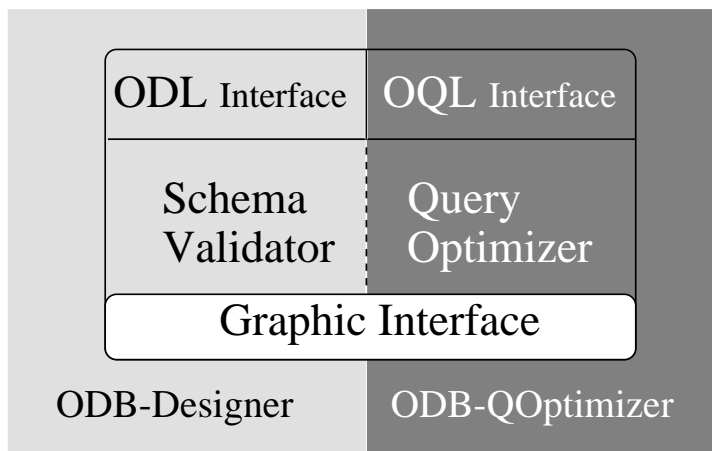 ODL Interface
OQL Interface
Schema
Validator
Query
Optimizer
Graphic Interface
ODB-Designer
ODB-QOptimizer